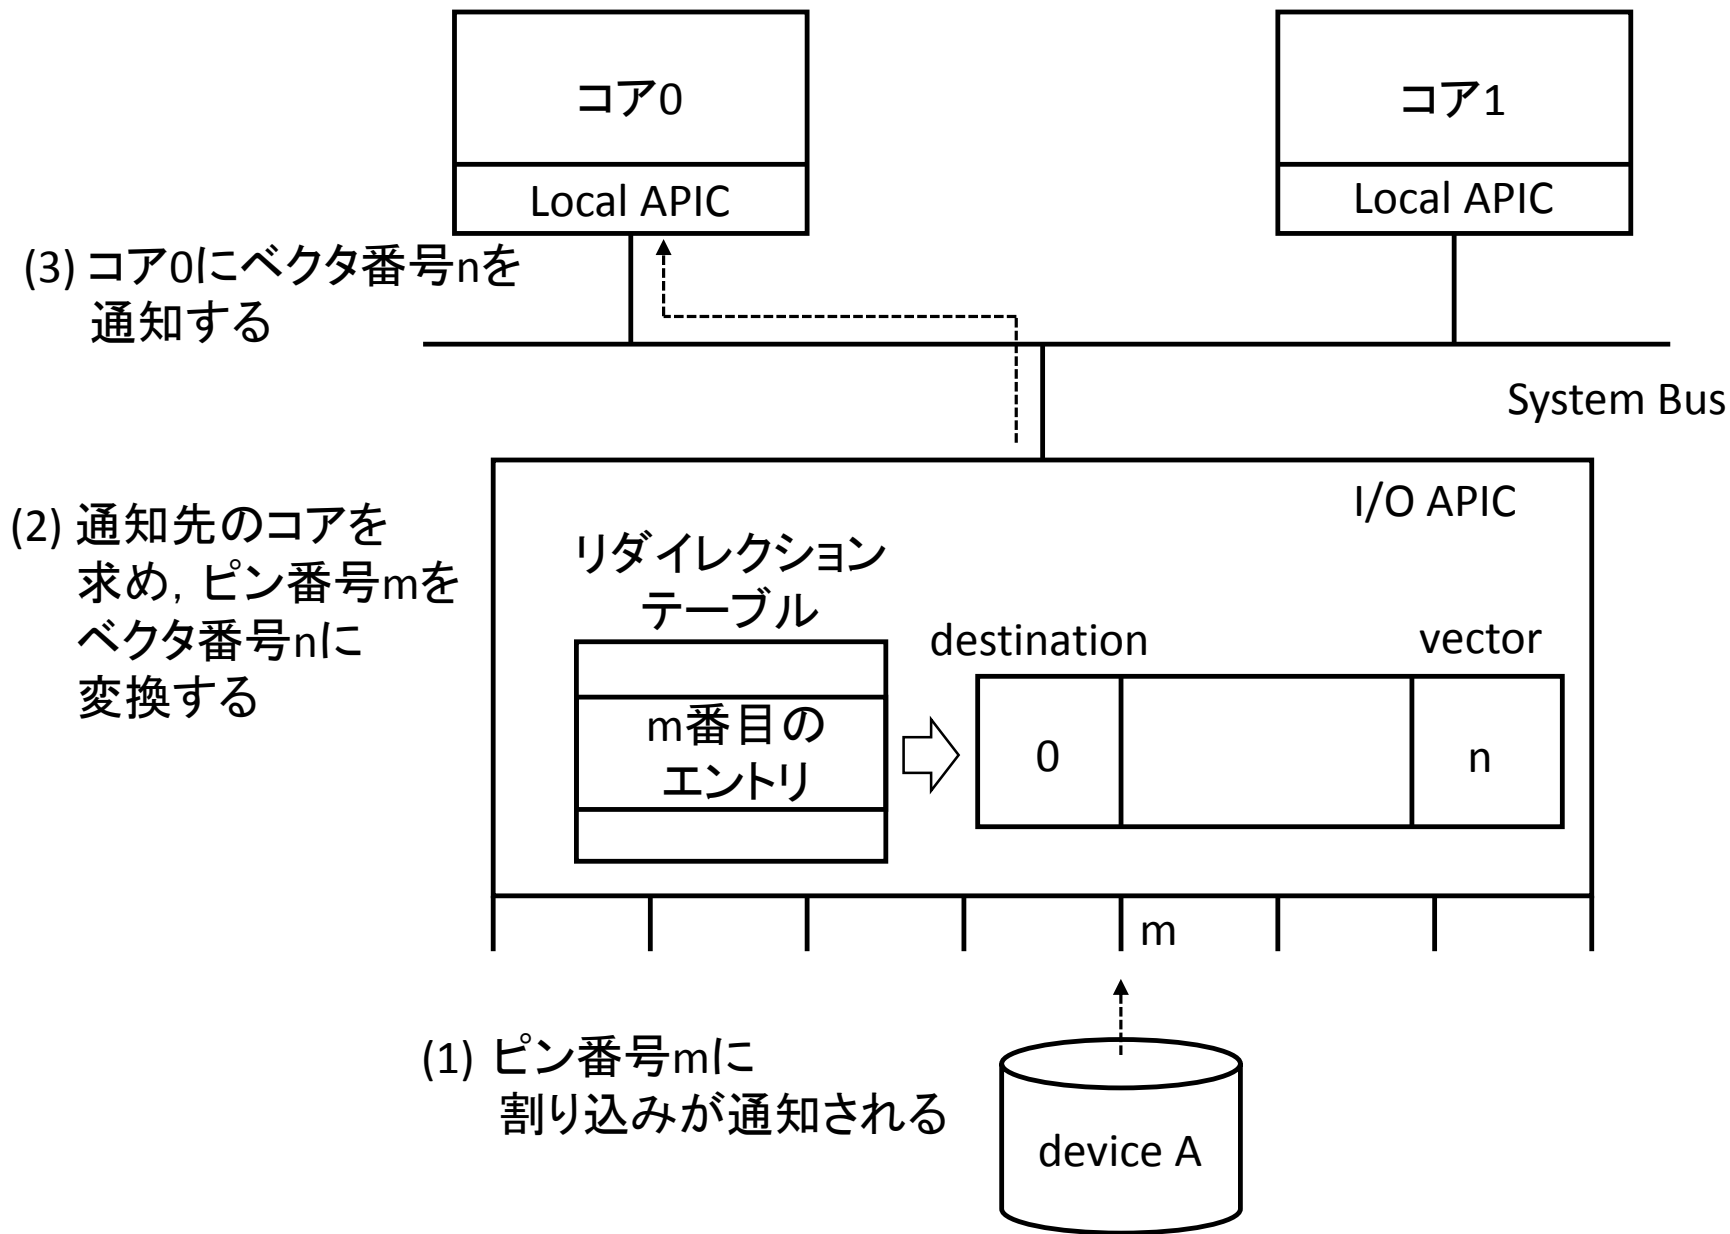 コア0
コア1
Local APIC
Local APIC
(3) コア0にベクタ番号nを
通知する
System Bus
I/O APIC
(2) 通知先のコアを
求め，ピン番号mを
ベクタ番号nに
変換する
リダイレクション
テーブル
destination
vector
m番目の
エントリ
0
n
m
(1) ピン番号mに
割り込みが通知される
device A